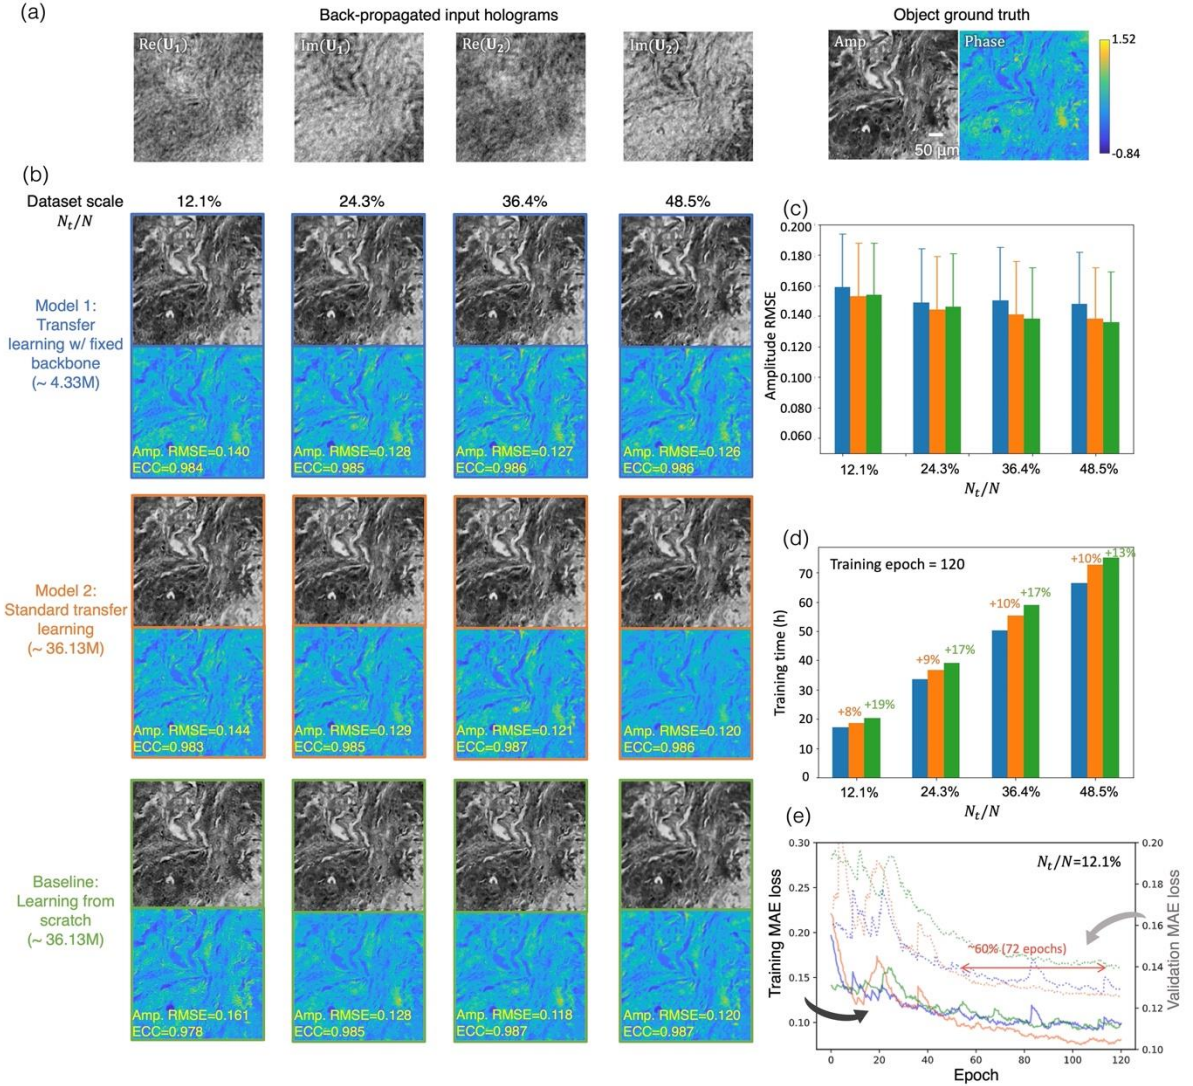 (a)
Back-propagated input holograms
Object ground truth
Re(U₁)
Im(U₁)
Re(U₂)
Im(U₂)
Amp
Phase
50 μm
1.52
-0.84
(b)
Dataset scale
Nₜ/N
12.1%
24.3%
36.4%
48.5%
Model 1:
Transfer
learning w/ fixed
backbone
(~ 4.33M)
Amp. RMSE=0.140
ECC=0.984
Amp. RMSE=0.128
ECC=0.985
Amp. RMSE=0.127
ECC=0.986
Amp. RMSE=0.126
ECC=0.986
Model 2:
Standard transfer
learning
(~ 36.13M)
Amp. RMSE=0.144
ECC=0.983
Amp. RMSE=0.129
ECC=0.985
Amp. RMSE=0.121
ECC=0.987
Amp. RMSE=0.120
ECC=0.986
Baseline:
Learning from
scratch
(~ 36.13M)
Amp. RMSE=0.161
ECC=0.978
Amp. RMSE=0.128
ECC=0.985
Amp. RMSE=0.118
ECC=0.987
Amp. RMSE=0.120
ECC=0.987
(c)
Amplitude RMSE
0.200
0.180
0.160
0.140
0.120
0.100
0.080
0.060
12.1%
24.3%
36.4%
48.5%
Nₜ/N
(d)
Training epoch = 120
Training time (h)
70
60
50
40
30
20
10
0
+8%
+19%
+9%
+17%
+10%
+17%
+10%
+13%
12.1%
24.3%
36.4%
48.5%
Nₜ/N
(e)
Nₜ/N=12.1%
Training MAE loss
0.30
0.25
0.20
0.15
0.10
~60% (72 epochs)
Validation MAE loss
0.20
0.18
0.16
0.14
0.12
0.10
0
20
40
60
80
100
120
Epoch